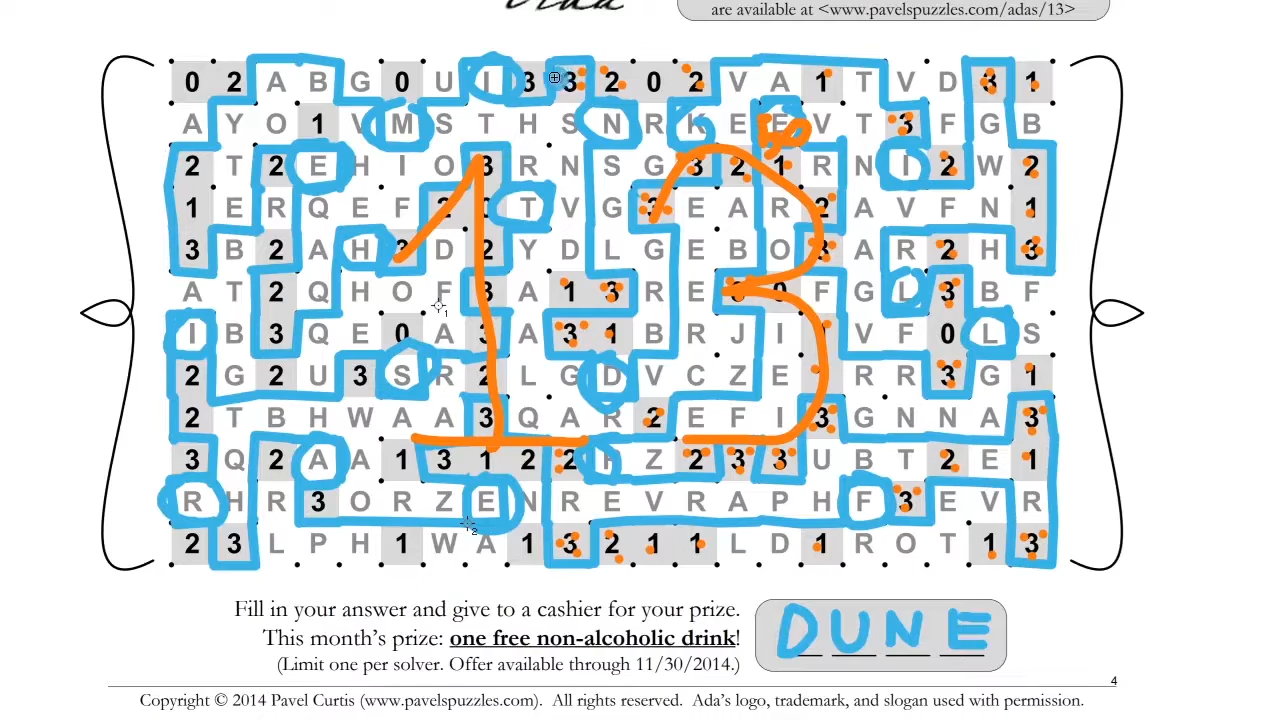 are available at <www.pavelspuzzles.com/adas/13>
0 2 A B G 0 U I 3 3 2 0 2 V A 1 T V D 3 1
A Y O 1 V M S T H S N R K E E V T 3 F G B
50
2 T 2 E H I O 3 R N S G 3 2 1 R N I 2 W 2
1 E R Q E F 2 0 T V G 3 E A R 2 A V F N 1
3 B 2 A H 2 D 2 Y D L G E B O 3 A R 2 H 3
A T 2 Q H O F 3 A 1 3 R E 0 F G L 3 B F
I B 3 Q E 0 A 3 A 3 1 B R J I 1 V F 0 L S
2 G 2 U 3 S R 2 L G D V C Z E R R 3 G 1
2 T B H W A A 3 Q A R 2 E F I 3 G N N A 3
3 Q 2 A A 1 3 1 2 2 Z 2 3 3 U B T 2 E 1
R H R 3 O R Z E N R E V R A P H F 3 E V R
2 3 L P H 1 W A 1 3 2 1 1 L D 1 R O T 1 3
13
Fill in your answer and give to a cashier for your prize.
This month's prize: one free non-alcoholic drink!
(Limit one per solver. Offer available through 11/30/2014.)
DUNE
4
Copyright © 2014 Pavel Curtis (www.pavelspuzzles.com). All rights reserved. Ada's logo, trademark, and slogan used with permission.